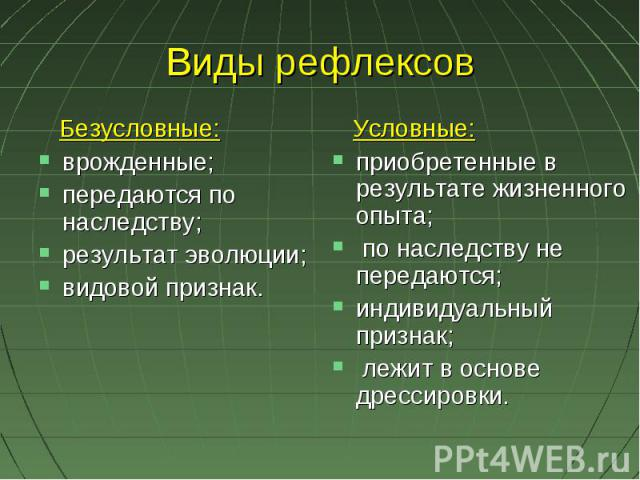 Виды рефлексов
Безусловные:
врожденные;
передаются по
наследству;
результат эволюции;
видовой признак.
Условные:
приобретенные в
результате жизненного
опыта;
по наследству не
передаются;
индивидуальный
признак;
лежит в основе
дрессировки.
PPt4WEB.ru